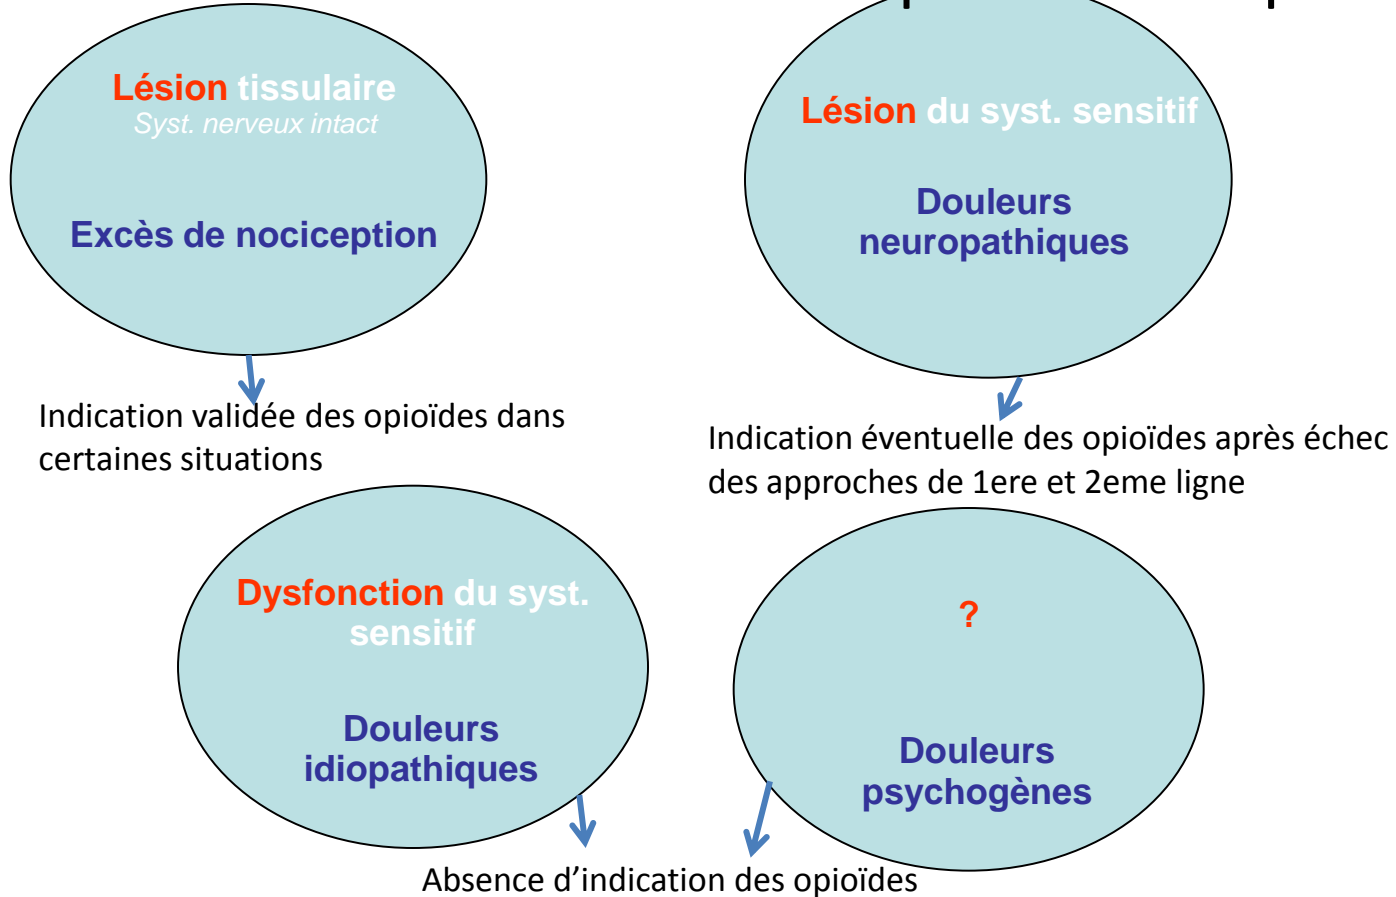 Lésion tissulaire
Syst. nerveux intact
Excès de nociception
Lésion du syst. sensitif
Douleurs
neuropathiques
Indication validée des opioïdes dans
certaines situations
Indication éventuelle des opioïdes après échec
des approches de 1ere et 2eme ligne
Dysfonction du syst.
sensitif
Douleurs
idiopathiques
?
Douleurs
psychogènes
Absence d’indication des opioïdes